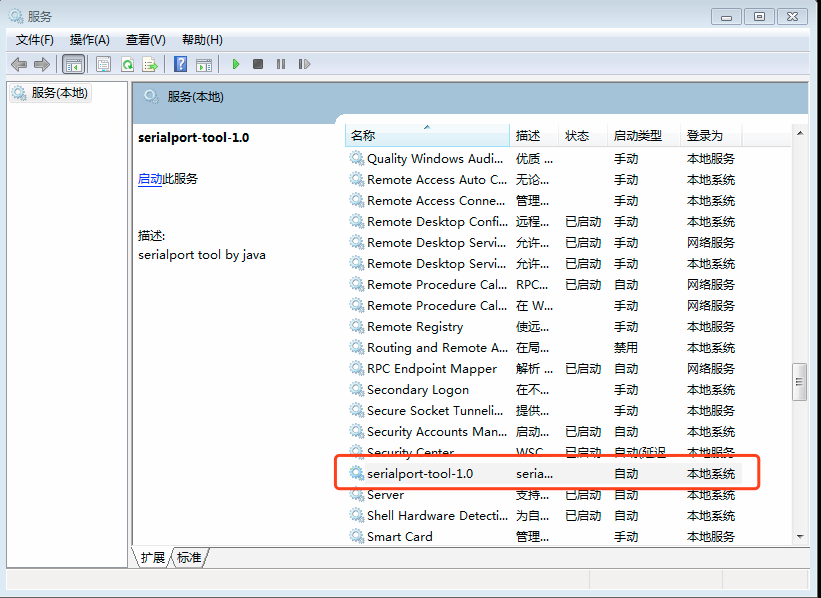 服务
文件(F) 操作(A) 查看(V) 帮助(H)
服务(本地)
服务(本地)
serialport-tool-1.0
启动此服务
描述:
serialport tool by java
名称 描述 状态 启动类型 登录为
Quality Windows Audi... 优质 ... 手动 本地服务
Remote Access Auto C... 无论... 手动 本地系统
Remote Access Conne... 管理... 手动 本地系统
Remote Desktop Confi... 远程... 已启动 手动 本地系统
Remote Desktop Servi... 允许... 已启动 手动 网络服务
Remote Desktop Servi... 允许... 已启动 手动 本地系统
Remote Procedure Cal... RPC... 已启动 自动 网络服务
Remote Procedure Cal... 在 W... 手动 网络服务
Remote Registry 使远... 手动 本地服务
Routing and Remote A... 在局... 禁用 本地系统
RPC Endpoint Mapper 解析 ... 已启动 自动 网络服务
Secondary Logon 在不... 手动 本地系统
Secure Socket Tunneli... 提供... 手动 本地服务
Security Accounts Man... 启动... 已启动 自动 本地系统
Security Center WSC... 已启动 自动(延迟 本地服务
serialport-tool-1.0 seria... 自动 本地系统
Server 支持... 已启动 自动 本地系统
Shell Hardware Detecti... 为自... 已启动 自动 本地系统
Smart Card 管理... 手动 本地服务
扩展 标准